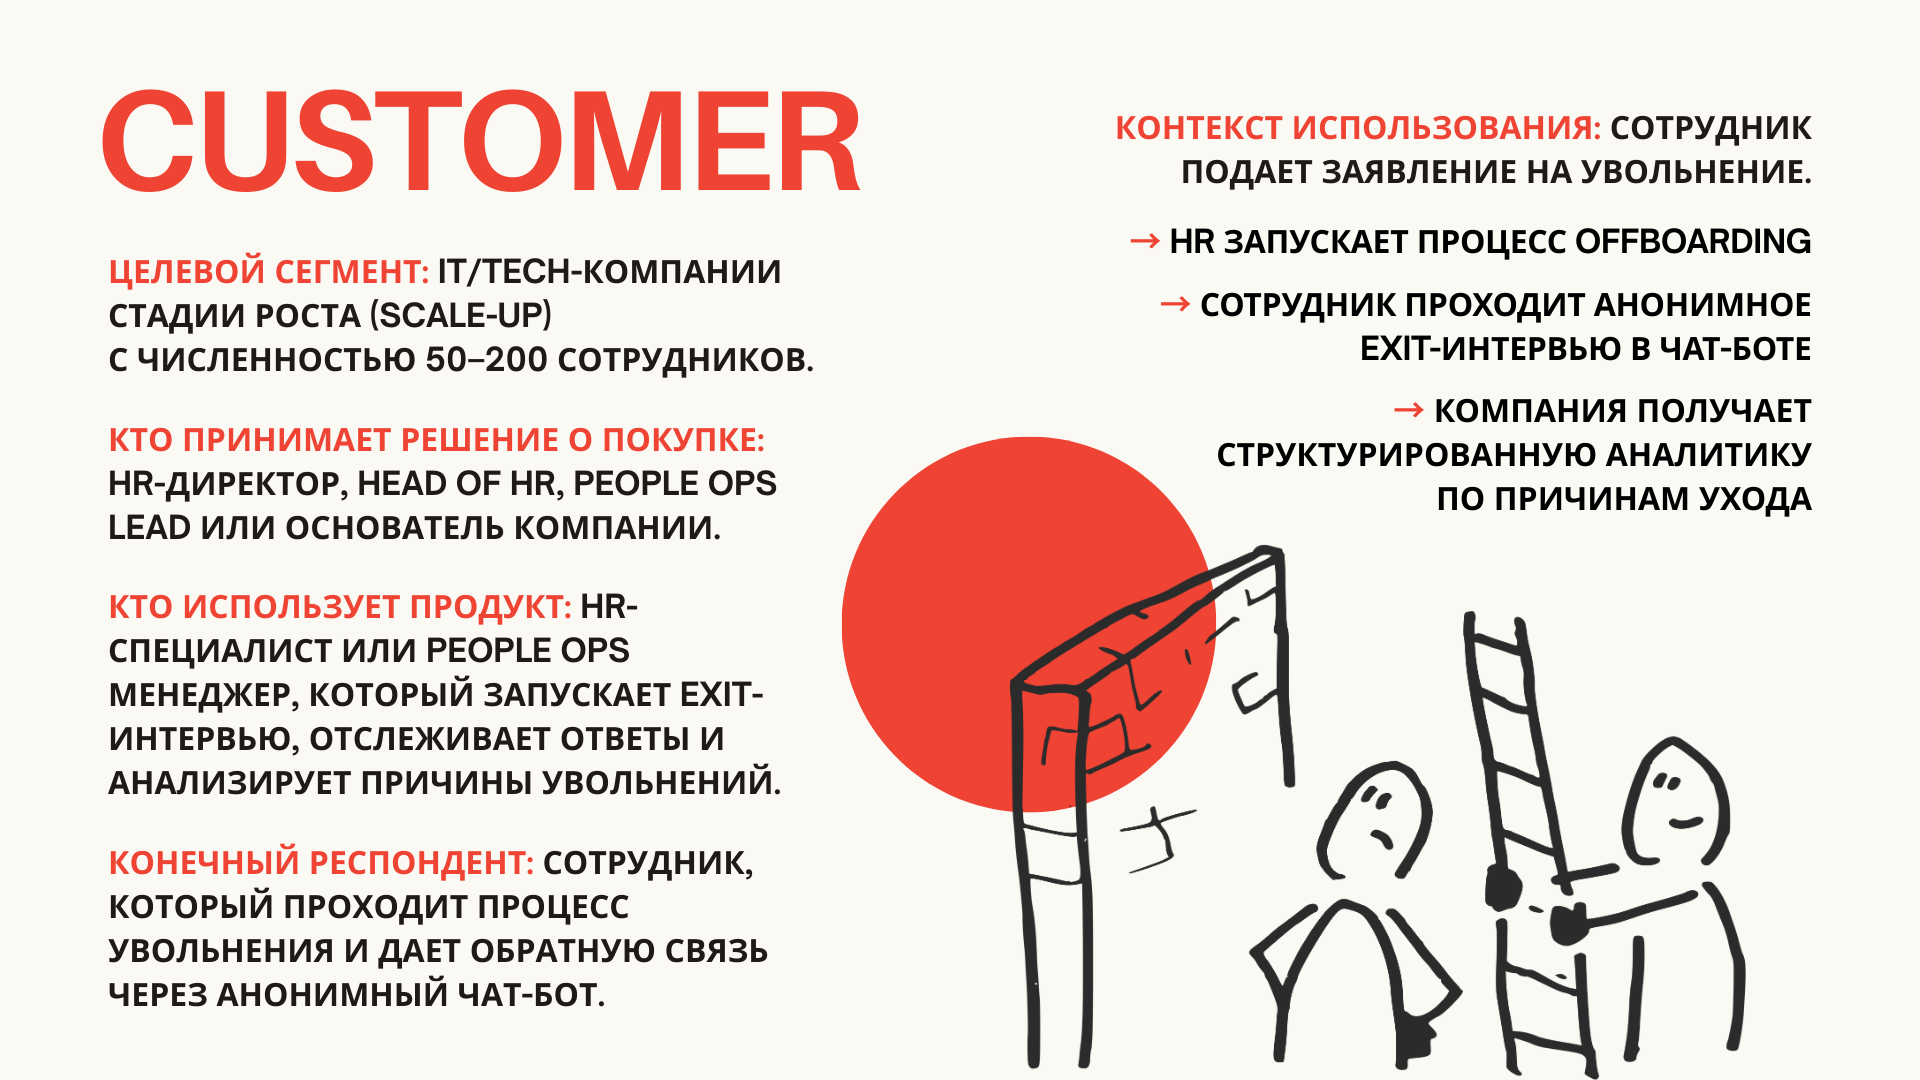 CUSTOMER
ЦЕЛЕВОЙ СЕГМЕНТ: IT/TECH-КОМПАНИИ
СТАДИИ РОСТА (SCALE-UP)
С ЧИСЛЕННОСТЬЮ 50–200 СОТРУДНИКОВ.
КТО ПРИНИМАЕТ РЕШЕНИЕ О ПОКУПКЕ:
HR-ДИРЕКТОР, HEAD OF HR, PEOPLE OPS
LEAD ИЛИ ОСНОВАТЕЛЬ КОМПАНИИ.
КТО ИСПОЛЬЗУЕТ ПРОДУКТ: HR-
СПЕЦИАЛИСТ ИЛИ PEOPLE OPS
МЕНЕДЖЕР, КОТОРЫЙ ЗАПУСКАЕТ EXIT-
ИНТЕРВЬЮ, ОТСЛЕЖИВАЕТ ОТВЕТЫ И
АНАЛИЗИРУЕТ ПРИЧИНЫ УВОЛЬНЕНИЙ.
КОНЕЧНЫЙ РЕСПОНДЕНТ: СОТРУДНИК,
КОТОРЫЙ ПРОХОДИТ ПРОЦЕСС
УВОЛЬНЕНИЯ И ДАЕТ ОБРАТНУЮ СВЯЗЬ
ЧЕРЕЗ АНОНИМНЫЙ ЧАТ-БОТ.
КОНТЕКСТ ИСПОЛЬЗОВАНИЯ: СОТРУДНИК
ПОДАЕТ ЗАЯВЛЕНИЕ НА УВОЛЬНЕНИЕ.
→ HR ЗАПУСКАЕТ ПРОЦЕСС OFFBOARDING
→ СОТРУДНИК ПРОХОДИТ АНОНИМНОЕ
EXIT-ИНТЕРВЬЮ В ЧАТ-БОТЕ
→ КОМПАНИЯ ПОЛУЧАЕТ
СТРУКТУРИРОВАННУЮ АНАЛИТИКУ
ПО ПРИЧИНАМ УХОДА